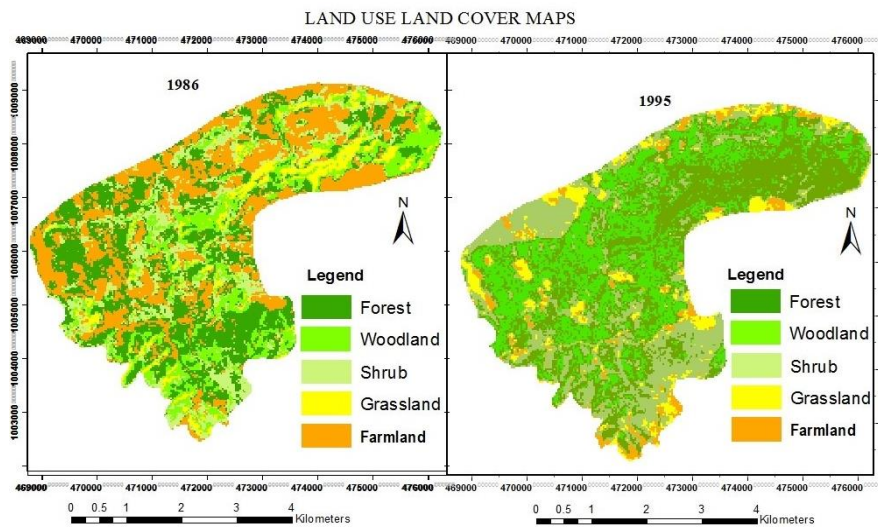 LAND USE LAND COVER MAPS
469000 470000 471000 472000 473000 474000 475000 476000
1986
1009000
1008000
1007000
1006000
1005000
1004000
1003000
N
Legend
Forest
Woodland
Shrub
Grassland
Farmland
469000 470000 471000 472000 473000 474000 475000 476000
0 0.5 1 2 3 4
Kilometers
469000 470000 471000 472000 473000 474000 475000 476000
1995
N
Legend
Forest
Woodland
Shrub
Grassland
Farmland
469000 470000 471000 472000 473000 474000 475000 476000
0 0.5 1 2 3 4
Kilometers